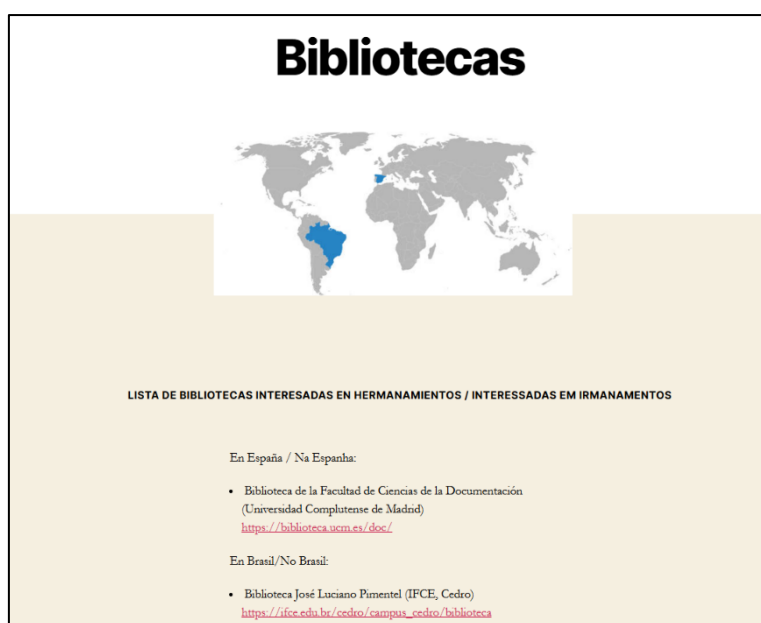 Bibliotecas
LISTA DE BIBLIOTECAS INTERESADAS EN HERMANAMIENTOS / INTERESSADAS EM IRMANAMENTOS
En España / Na Espanha:
• Biblioteca de la Facultad de Ciencias de la Documentación
(Universidad Complutense de Madrid)
https://biblioteca.ucm.es/doc/
En Brasil/No Brasil:
• Biblioteca José Luciano Pimentel (IFCE, Cedro)
https://ifce.edu.br/cedro/campus_cedro/biblioteca